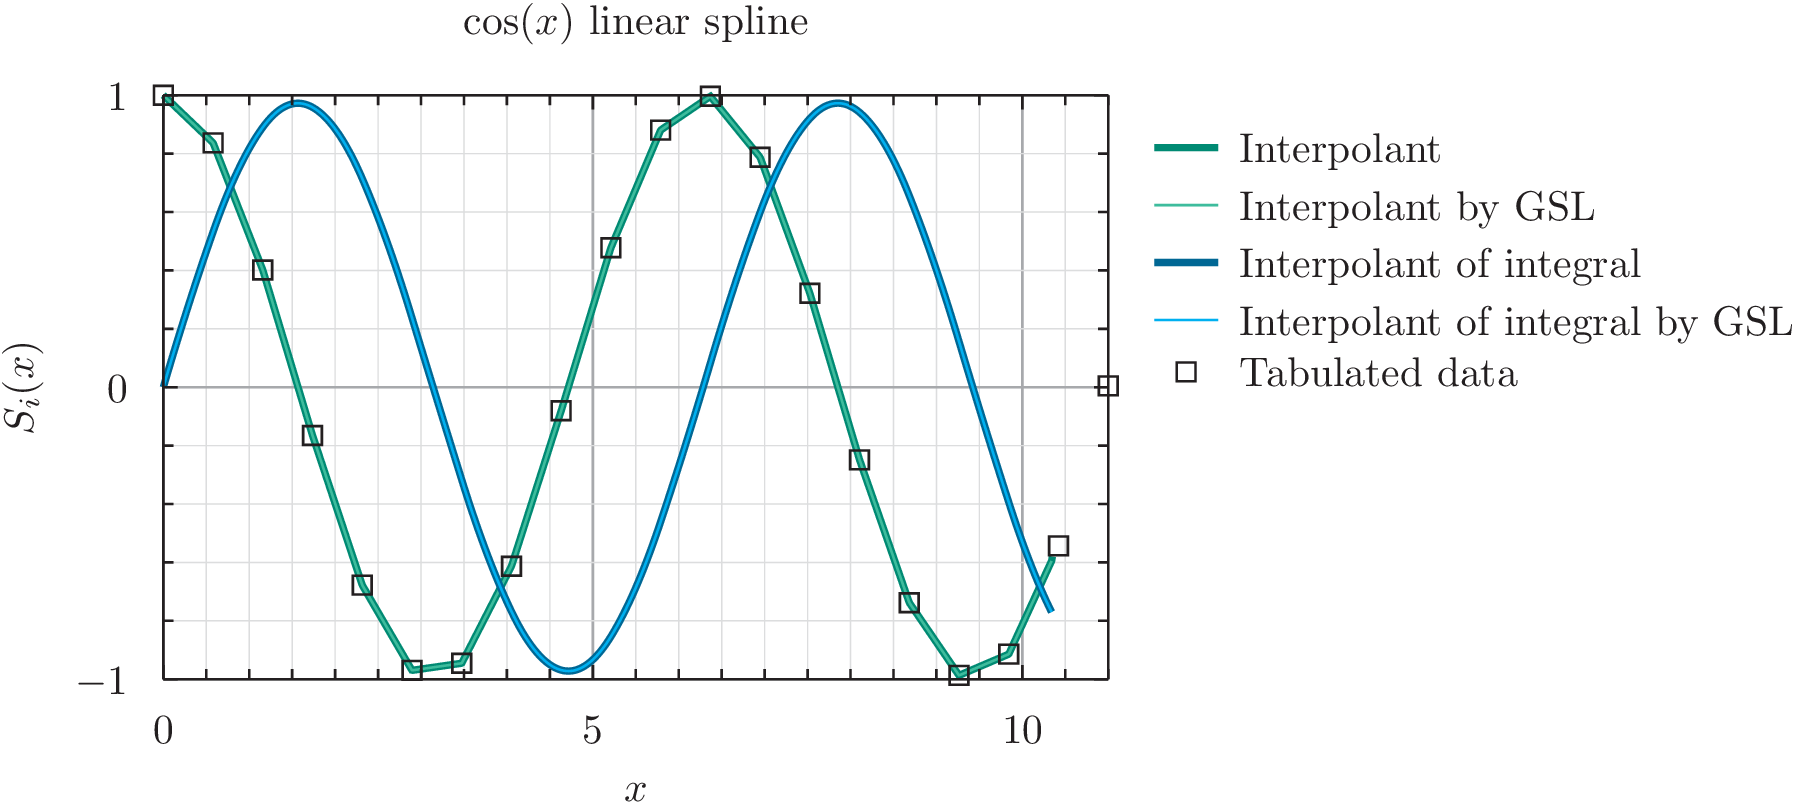 cos(x) linear spline
1
0
−1
S_i(x)
0 5 10
x
Interpolant
Interpolant by GSL
Interpolant of integral
Interpolant of integral by GSL
Tabulated data